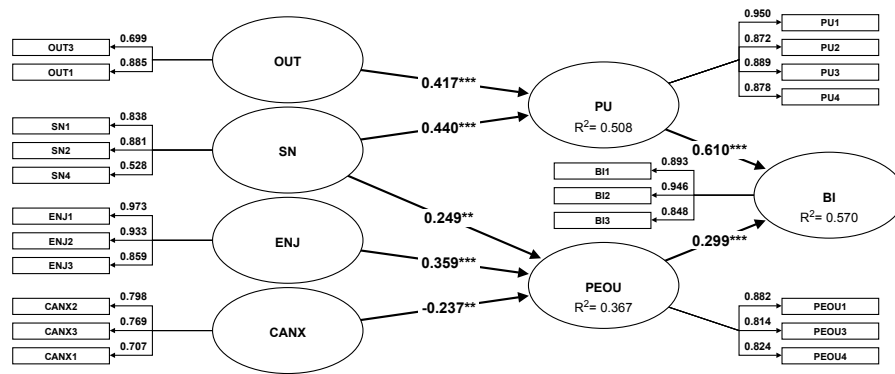 0.699
OUT3
0.885
OUT1
OUT
0.417***
0.838
SN1
0.881
SN2
0.528
SN4
SN
0.440***
0.249**
0.973
ENJ1
0.933
ENJ2
0.859
ENJ3
ENJ
0.359***
0.798
CANX2
0.769
CANX3
0.707
CANX1
CANX
-0.237**
PU
R²= 0.508
0.950
PU1
0.872
PU2
0.889
PU3
0.878
PU4
0.610***
0.893
BI1
0.946
BI2
0.848
BI3
BI
R²= 0.570
0.299***
PEOU
R²= 0.367
0.882
PEOU1
0.814
PEOU3
0.824
PEOU4